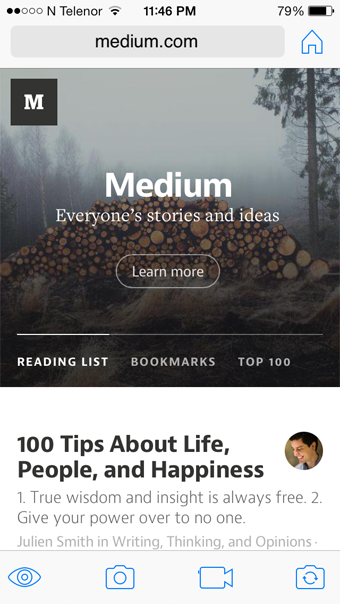 N Telenor 11:46 PM 79%
medium.com
M
Medium
Everyone's stories and ideas
Learn more
READING LIST BOOKMARKS TOP 100
100 Tips About Life,
People, and Happiness
1. True wisdom and insight is always free. 2.
Give your power over to no one.
Julien Smith in Writing, Thinking, and Opinions ·